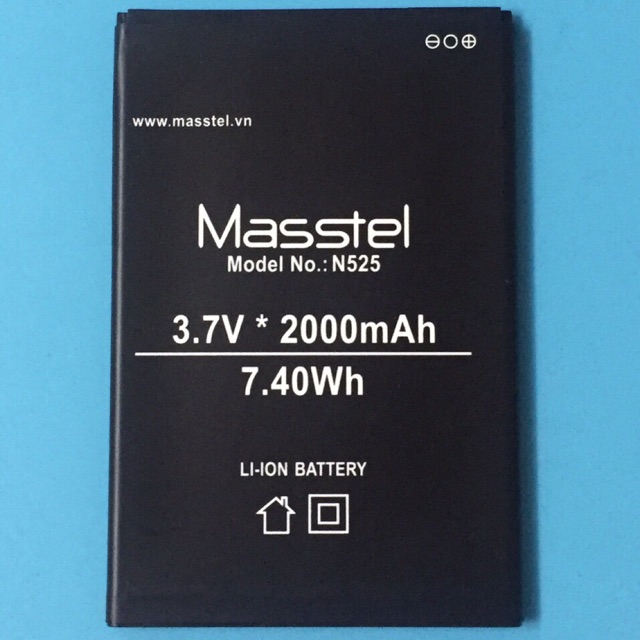 www.masstel.vn
Masstel
Model No.: N525
3.7V * 2000mAh
7.40Wh
LI-ION BATTERY